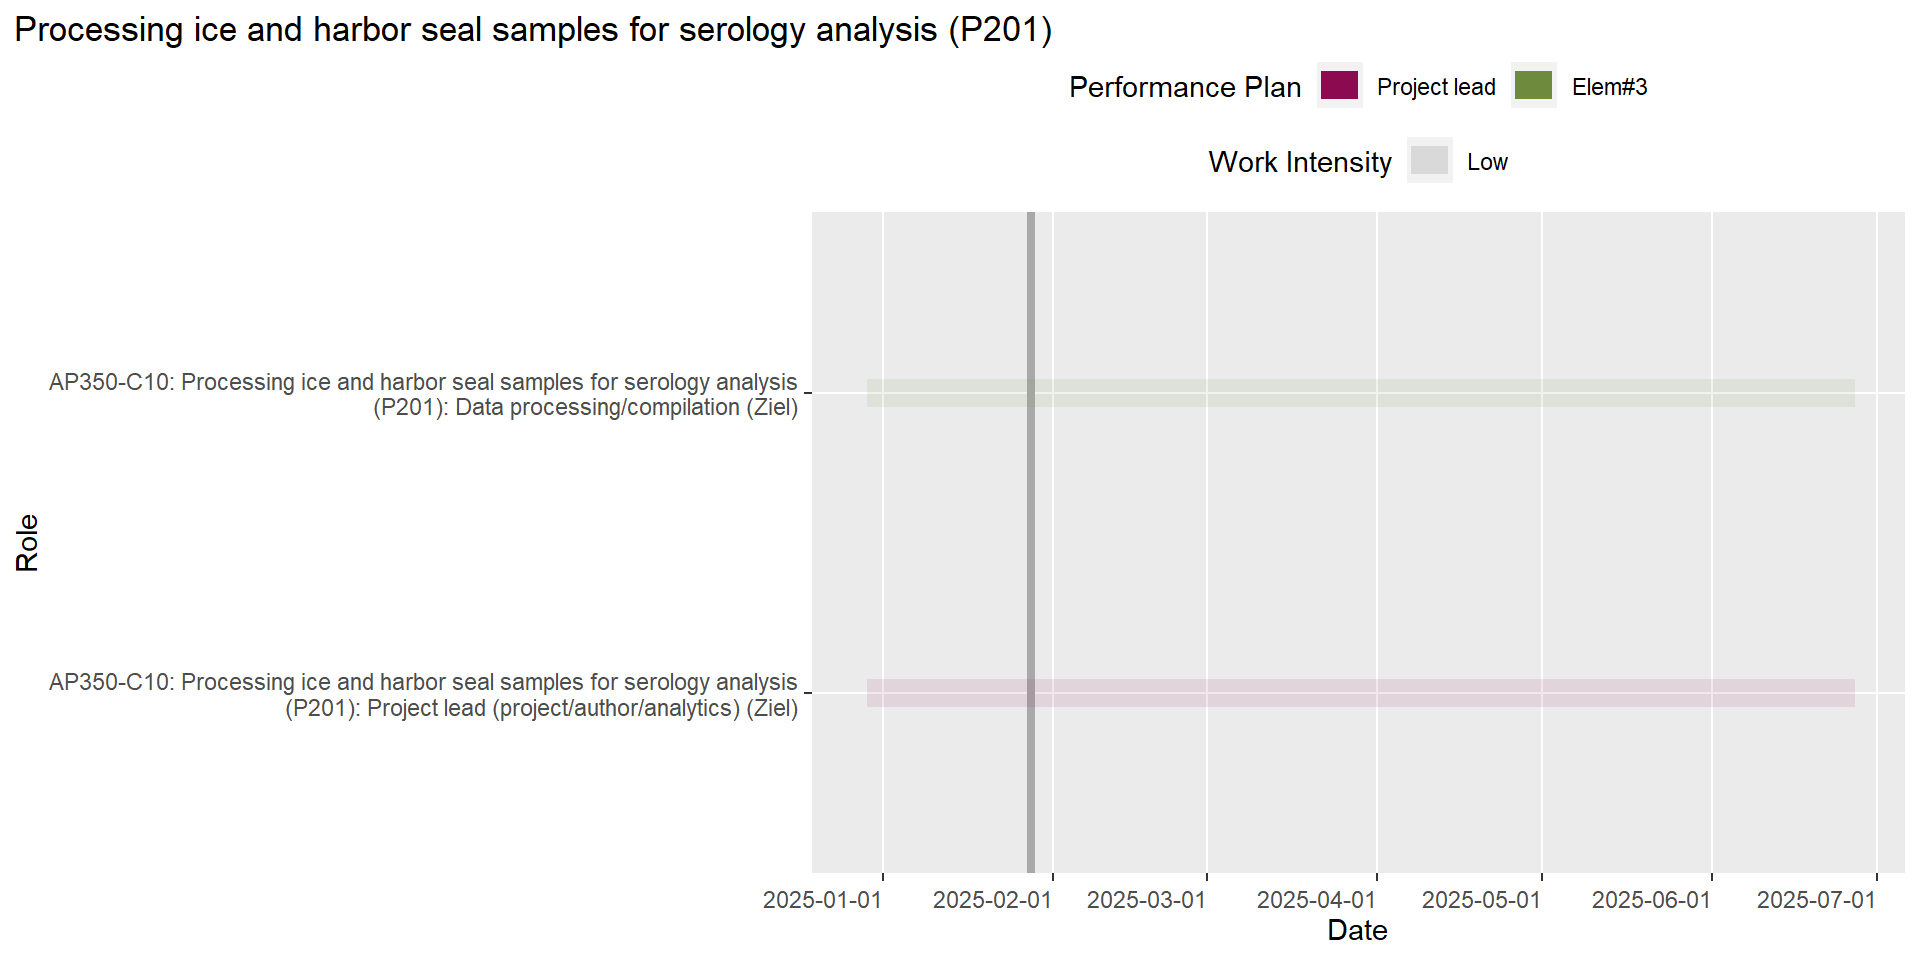 Processing ice and harbor seal samples for serology analysis (P201)
Performance Plan Project lead Elem#3
Work Intensity Low
AP350-C10: Processing ice and harbor seal samples for serology analysis
(P201): Data processing/compilation (Ziel)
Role
AP350-C10: Processing ice and harbor seal samples for serology analysis
(P201): Project lead (project/author/analytics) (Ziel)
2025-01-01 2025-02-01 2025-03-01 2025-04-01 2025-05-01 2025-06-01 2025-07-01
Date